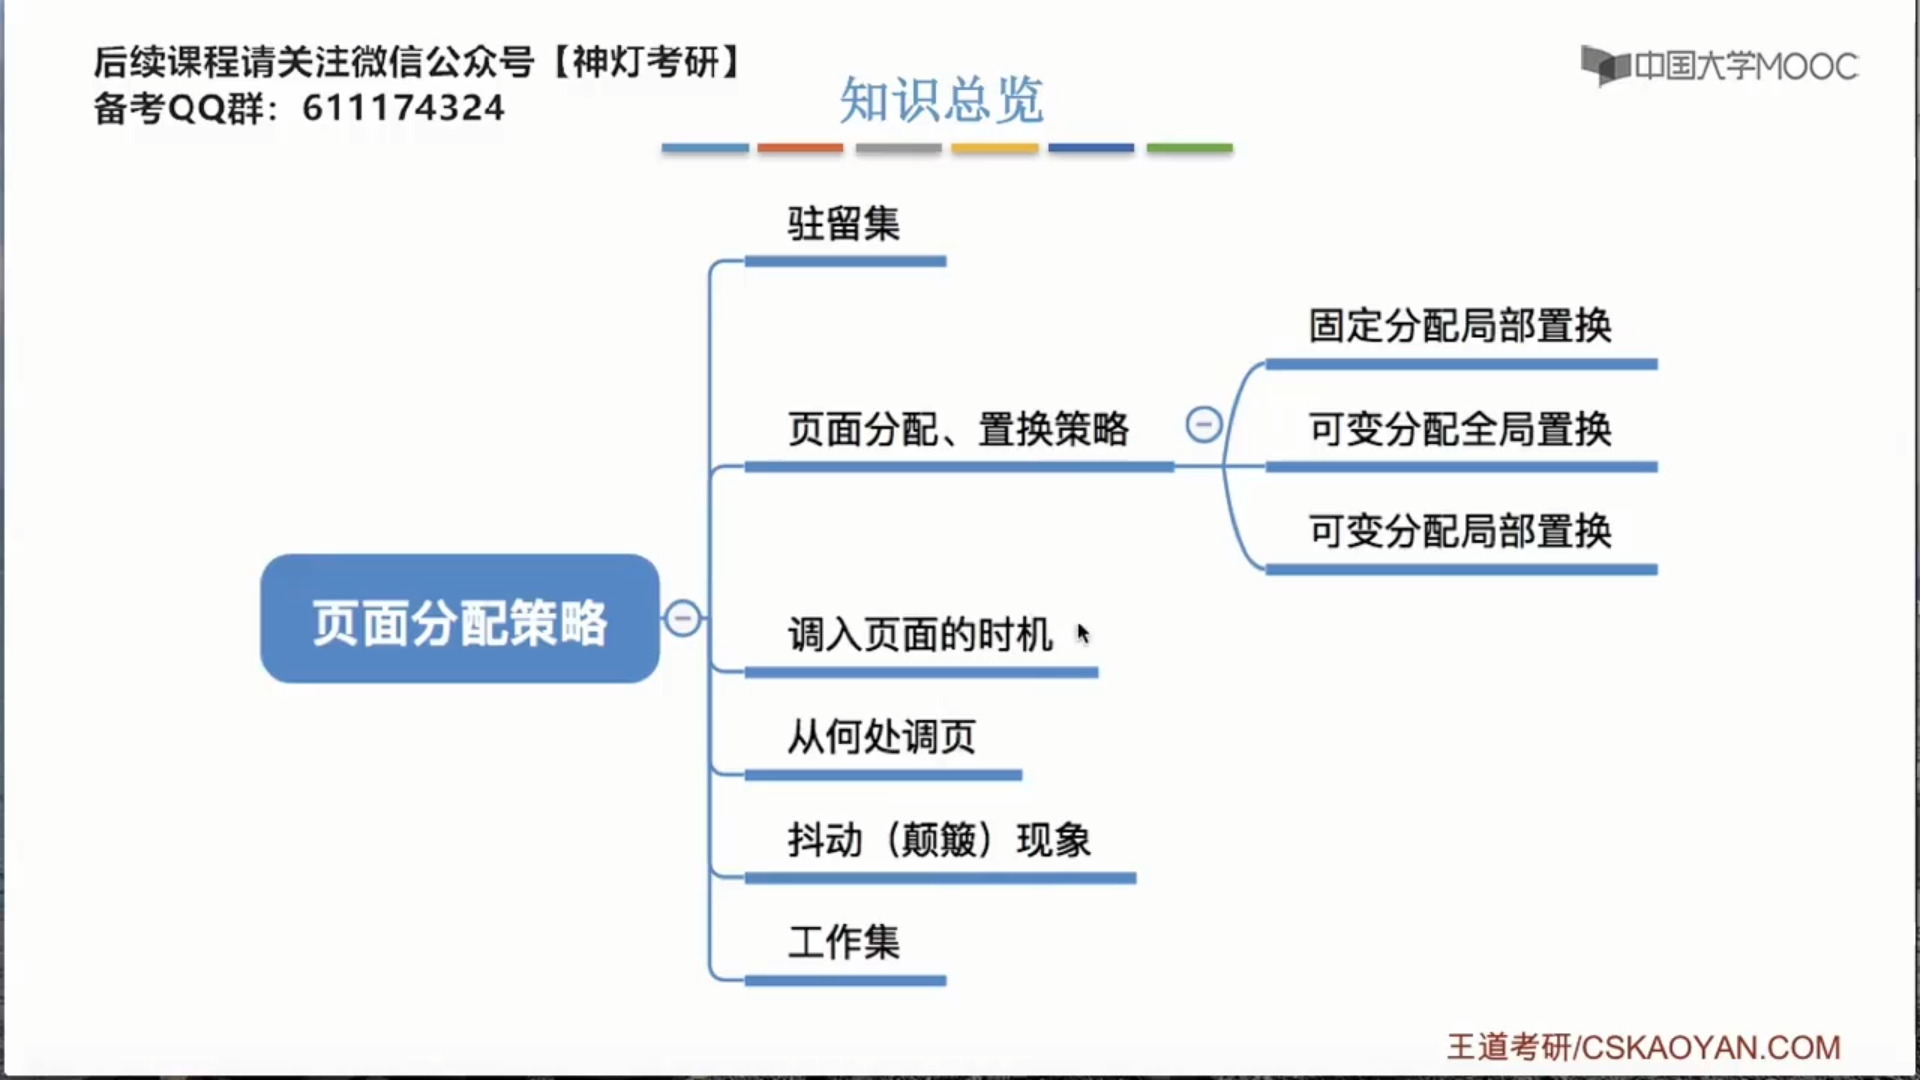 后续课程请关注微信公众号【神灯考研】
备考QQ群：611174324
中国大学MOOC
知识总览
驻留集
固定分配局部置换
页面分配、置换策略
可变分配全局置换
可变分配局部置换
页面分配策略
调入页面的时机
从何处调页
抖动（颠簸）现象
工作集
王道考研/CSKAOYAN.COM